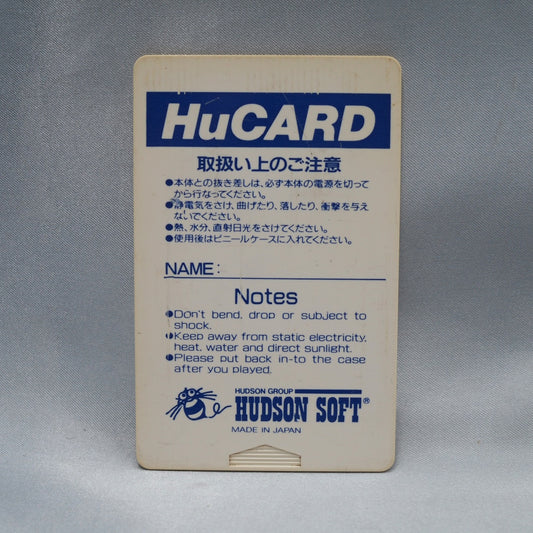 HuCARD
取扱い上のご注意
●本体との抜き差しは、必ず本体の電源を切って
から行なってください。
●静電気をさけ、曲げたり、落したり、衝撃を与え
ないでください。
●熱、水分、直射日光をさけてください。
●使用後はビニールケースに入れてください。
NAME:
Notes
●Don't bend, drop or subject to
shock.
●Keep away from static electricity,
heat, water and direct sunlight.
●Please put back in-to the case
after you played.
HUDSON GROUP
HUDSON SOFT®
MADE IN JAPAN